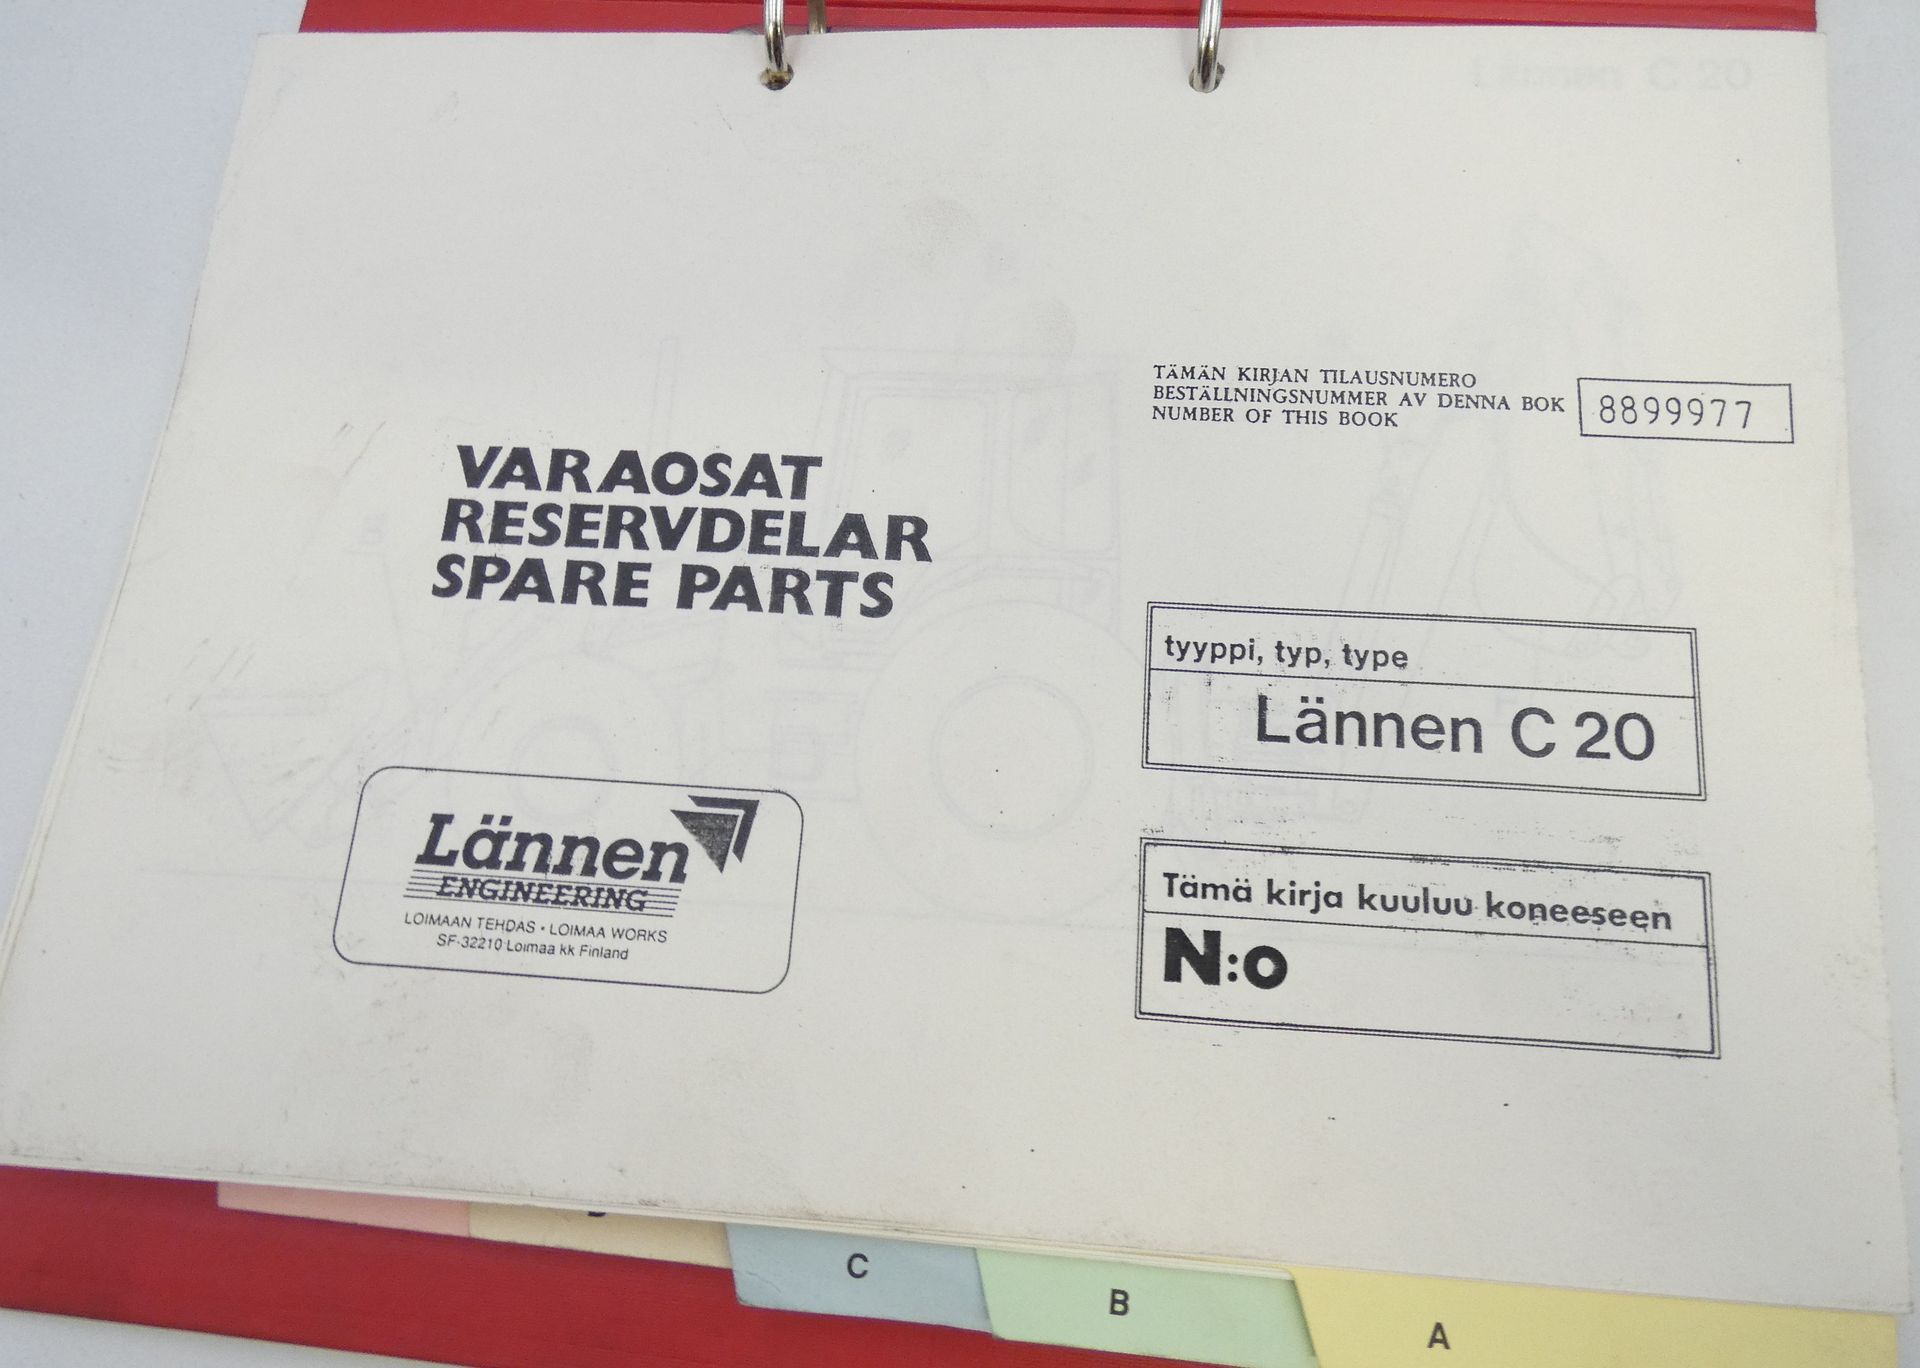 Lännen C 20
TÄMÄN KIRJAN TILAUSNUMERO
BESTÄLLNINGSNUMMER AV DENNA BOK
NUMBER OF THIS BOOK
8899977
VARAOSAT
RESERVDELAR
SPARE PARTS
tyyppi, typ, type
Lännen C 20
Lännen
ENGINEERING
LOIMAAN TEHDAS • LOIMAA WORKS
SF-32210 Loimaa kk Finland
Tämä kirja kuuluu koneeseen
N:o
C
B
A